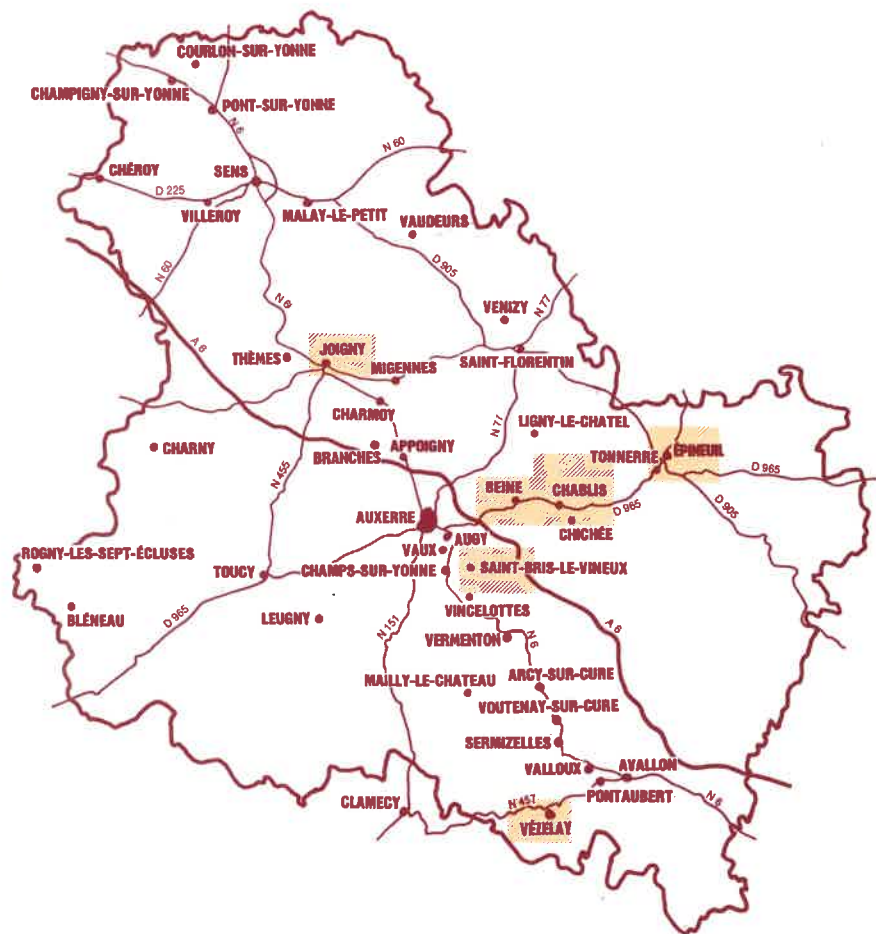 COURLON-SUR-YONNE
CHAMPIGNY-SUR-YONNE
PONT-SUR-YONNE
N 6
N 60
CHÉROY
SENS
D 225
VILLEROY
MALAY-LE-PETIT
VAUDEURS
N 60
D 905
N 6
VENIZY
N 77
A 6
THÈMES
JOIGNY
MIGENNES
SAINT-FLORENTIN
CHARMOY
N 77
LIGNY-LE-CHATEL
CHARNY
BRANCHES
APPOIGNY
TONNERRE
ÉPINEUIL
D 965
N 455
BEINE
CHABLIS
D 965
D 905
AUXERRE
CHICHÉE
AUGY
VAUX
ROGNY-LES-SEPT-ÉCLUSES
TOUCY
CHAMPS-SUR-YONNE
SAINT-BRIS-LE-VINEUX
BLÉNEAU
D 965
LEUGNY
N 151
VINCELOTTES
A 6
VERMENTON
N 6
MAILLY-LE-CHATEAU
ARCY-SUR-CURE
VOUTENAY-SUR-CURE
SERMIZELLES
VALLOUX
AVALLON
PONTAUBERT
CLAMECY
N 457
N 6
VÉZELAY